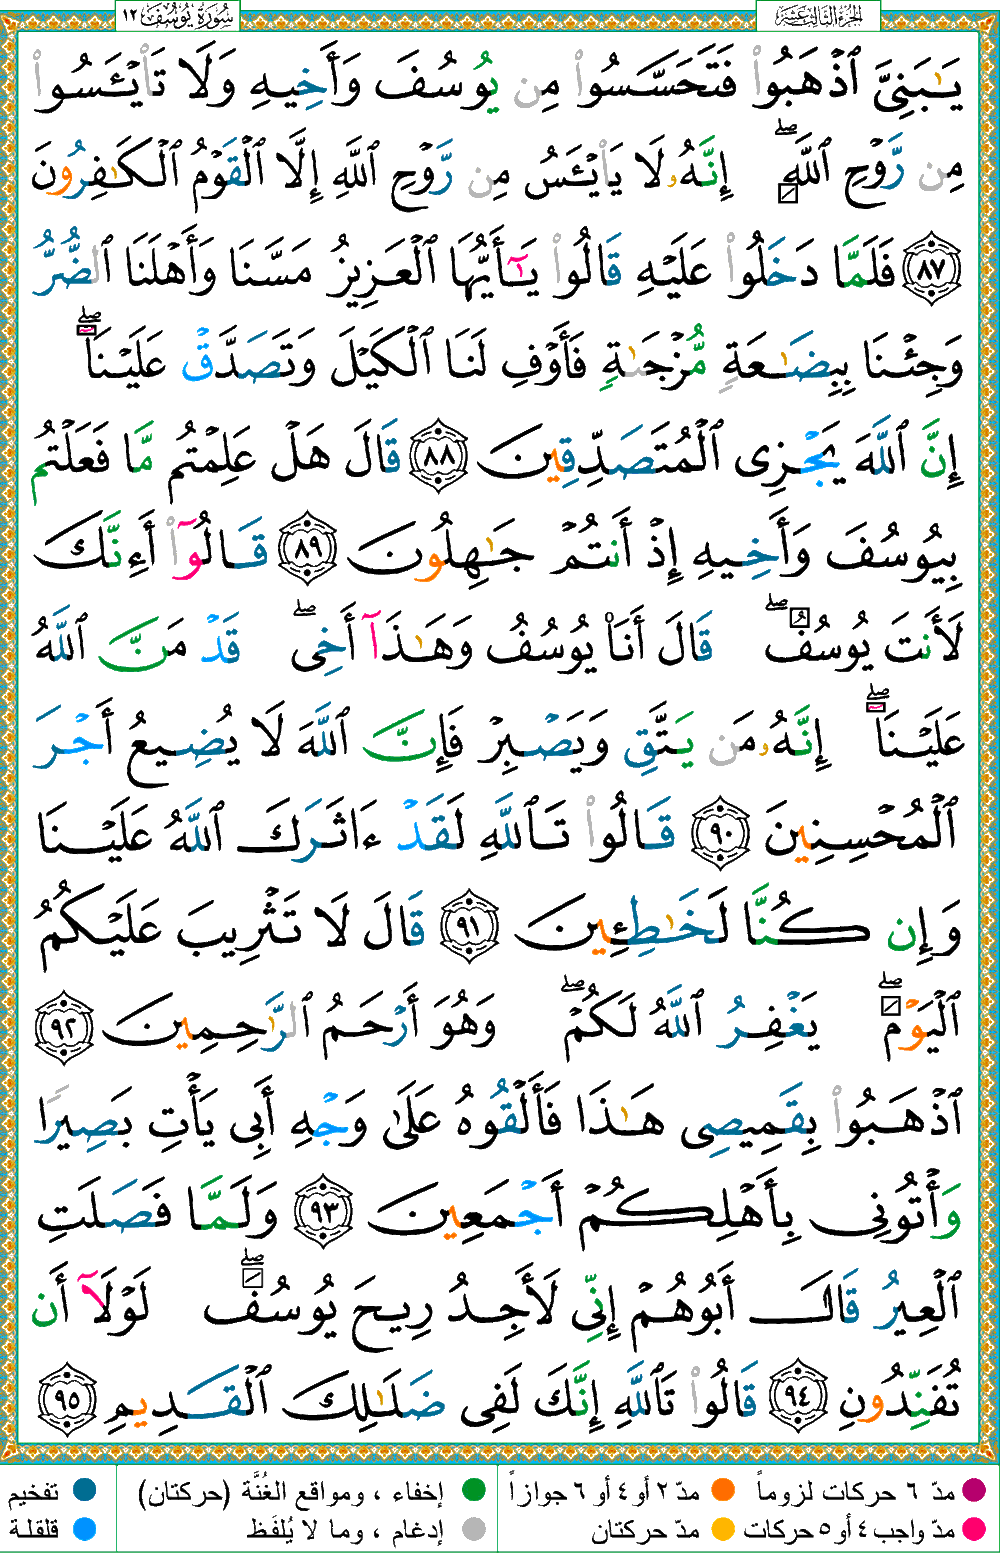 الجزء الثالث عشر
سورة يوسف ١٢
يَـٰبَنِىَّ ٱذْهَبُوا۟ فَتَحَسَّسُوا۟ مِن يُوسُفَ وَأَخِيهِ وَلَا تَا۟يْـَٔسُوا۟
مِن رَّوْحِ ٱللَّهِ ۖ إِنَّهُۥ لَا يَا۟يْـَٔسُ مِن رَّوْحِ ٱللَّهِ إِلَّا ٱلْقَوْمُ ٱلْكَـٰفِرُونَ
٨٧ فَلَمَّا دَخَلُوا۟ عَلَيْهِ قَالُوا۟ يَـٰٓأَيُّهَا ٱلْعَزِيزُ مَسَّنَا وَأَهْلَنَا ٱلضُّرُّ
وَجِئْنَا بِبِضَـٰعَةٍ مُّزْجَىٰةٍ فَأَوْفِ لَنَا ٱلْكَيْلَ وَتَصَدَّقْ عَلَيْنَآ ۖ
إِنَّ ٱللَّهَ يَجْزِى ٱلْمُتَصَدِّقِينَ ٨٨ قَالَ هَلْ عَلِمْتُم مَّا فَعَلْتُم
بِيُوسُفَ وَأَخِيهِ إِذْ أَنتُمْ جَـٰهِلُونَ ٨٩ قَالُوٓا۟ أَءِنَّكَ
لَأَنتَ يُوسُفُ ۖ قَالَ أَنَا۠ يُوسُفُ وَهَـٰذَآ أَخِى ۖ قَدْ مَنَّ ٱللَّهُ
عَلَيْنَآ ۖ إِنَّهُۥ مَن يَتَّقِ وَيَصْبِرْ فَإِنَّ ٱللَّهَ لَا يُضِيعُ أَجْرَ
ٱلْمُحْسِنِينَ ٩٠ قَالُوا۟ تَٱللَّهِ لَقَدْ ءَاثَرَكَ ٱللَّهُ عَلَيْنَا
وَإِن كُنَّا لَخَـٰطِـِٔينَ ٩١ قَالَ لَا تَثْرِيبَ عَلَيْكُمُ
ٱلْيَوْمَ ۖ يَغْفِرُ ٱللَّهُ لَكُمْ ۖ وَهُوَ أَرْحَمُ ٱلرَّٰحِمِينَ ٩٢
ٱذْهَبُوا۟ بِقَمِيصِى هَـٰذَا فَأَلْقُوهُ عَلَىٰ وَجْهِ أَبِى يَأْتِ بَصِيرًا
وَأْتُونِى بِأَهْلِكُمْ أَجْمَعِينَ ٩٣ وَلَمَّا فَصَلَتِ
ٱلْعِيرُ قَالَ أَبُوهُمْ إِنِّى لَأَجِدُ رِيحَ يُوسُفَ ۖ لَوْلَآ أَن
تُفَنِّدُونِ ٩٤ قَالُوا۟ تَٱللَّهِ إِنَّكَ لَفِى ضَلَـٰلِكَ ٱلْقَدِيمِ ٩٥
مدّ ٦ حركات لزوماً مدّ ٢ أو ٤ أو ٦ جوازاً إخفاء ، ومواقع الغُنَّة (حركتان) تفخيم
مدّ واجب ٤ أو ٥ حركات مدّ حركتان إدغام ، وما لا يُلفَظ قلقلة